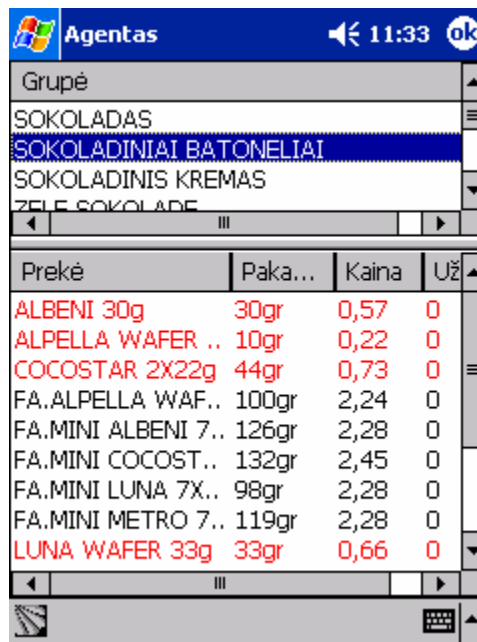 Agentas 11:33 ok
Grupė
SOKOLADAS
SOKOLADINIAI BATONELIAI
SOKOLADINIS KREMAS
ZELE SOKOLADE
Prekė Paka... Kaina Už
ALBENI 30g 30gr 0,57 0
ALPELLA WAFER .. 10gr 0,22 0
COCOSTAR 2X22g 44gr 0,73 0
FA.ALPELLA WAF.. 100gr 2,24 0
FA.MINI ALBENI 7.. 126gr 2,28 0
FA.MINI COCOST.. 132gr 2,45 0
FA.MINI LUNA 7X.. 98gr 2,28 0
FA.MINI METRO 7.. 119gr 2,28 0
LUNA WAFER 33g 33gr 0,66 0